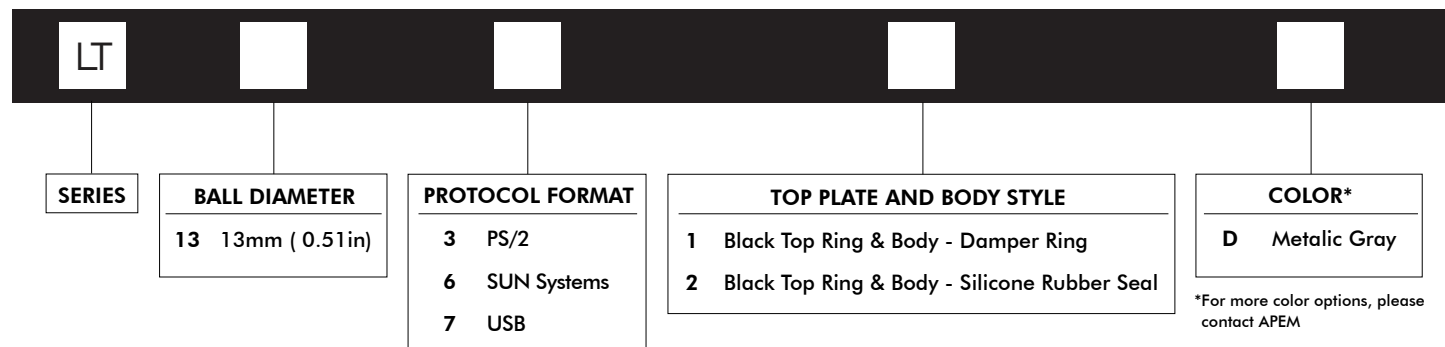 LT
SERIES
BALL DIAMETER
13 13mm ( 0.51in)
PROTOCOL FORMAT
3 PS/2
6 SUN Systems
7 USB
TOP PLATE AND BODY STYLE
1 Black Top Ring & Body - Damper Ring
2 Black Top Ring & Body - Silicone Rubber Seal
COLOR*
D Metalic Gray
*For more color options, please
contact APEM